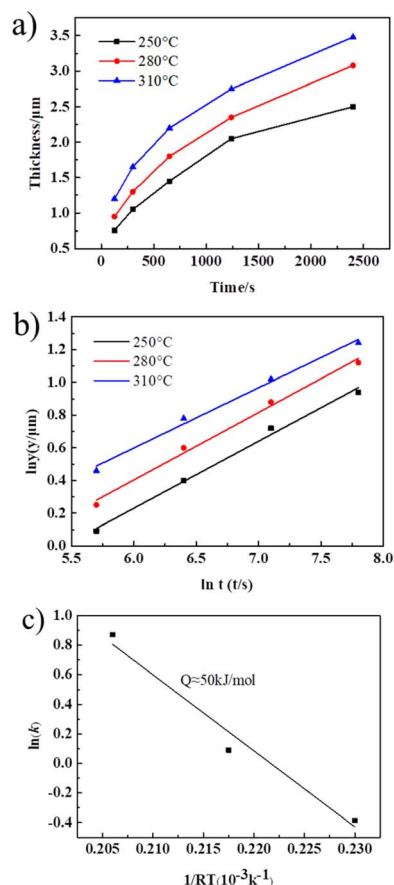 a)
250°C
280°C
310°C
Thickness/μm
3.5
3.0
2.5
2.0
1.5
1.0
0.5
0 500 1000 1500 2000 2500
Time/s
b)
250°C
280°C
310°C
lny(y/μm)
1.4
1.2
1.0
0.8
0.6
0.4
0.2
0.0
5.5 6.0 6.5 7.0 7.5 8.0
ln t (t/s)
c)
Q≈50kJ/mol
ln(k)
1.0
0.8
0.6
0.4
0.2
0.0
-0.2
-0.4
0.205 0.210 0.215 0.220 0.225 0.230
1/RT(10⁻³k⁻¹)